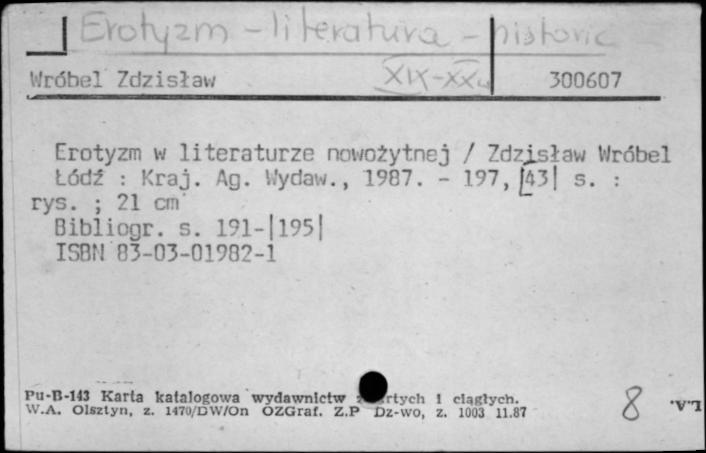 Erotyzm - literatura - historia
XIX-XXw
Wróbel Zdzisław 300607
Erotyzm w literaturze nowożytnej / Zdzisław Wróbel
Łódź : Kraj. Ag. Wydaw., 1987. - 197, [43] s. :
rys. ; 21 cm
Bibliogr. s. 191-|195|
ISBN 83-03-01982-1
Pu-B-143 Karta katalogowa wydawnictw rtych i ciągłych.
W.A. Olsztyn, z. 1470/DW/On OZGraf. Z.P Dz-wo, z. 1003 11.87
8